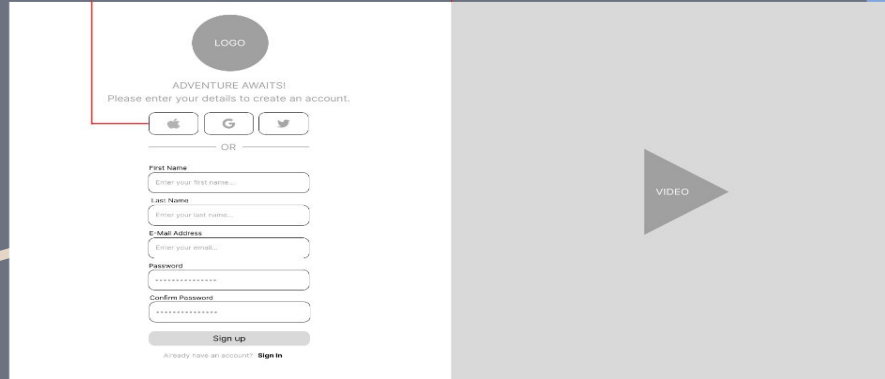 LOGO
ADVENTURE AWAITS!
Please enter your details to create an account.
OR
First Name
Enter your first name...
Last Name
Enter your last name...
E-Mail Address
Enter your email...
Password
Confirm Password
Sign up
Already have an account? Sign In
VIDEO